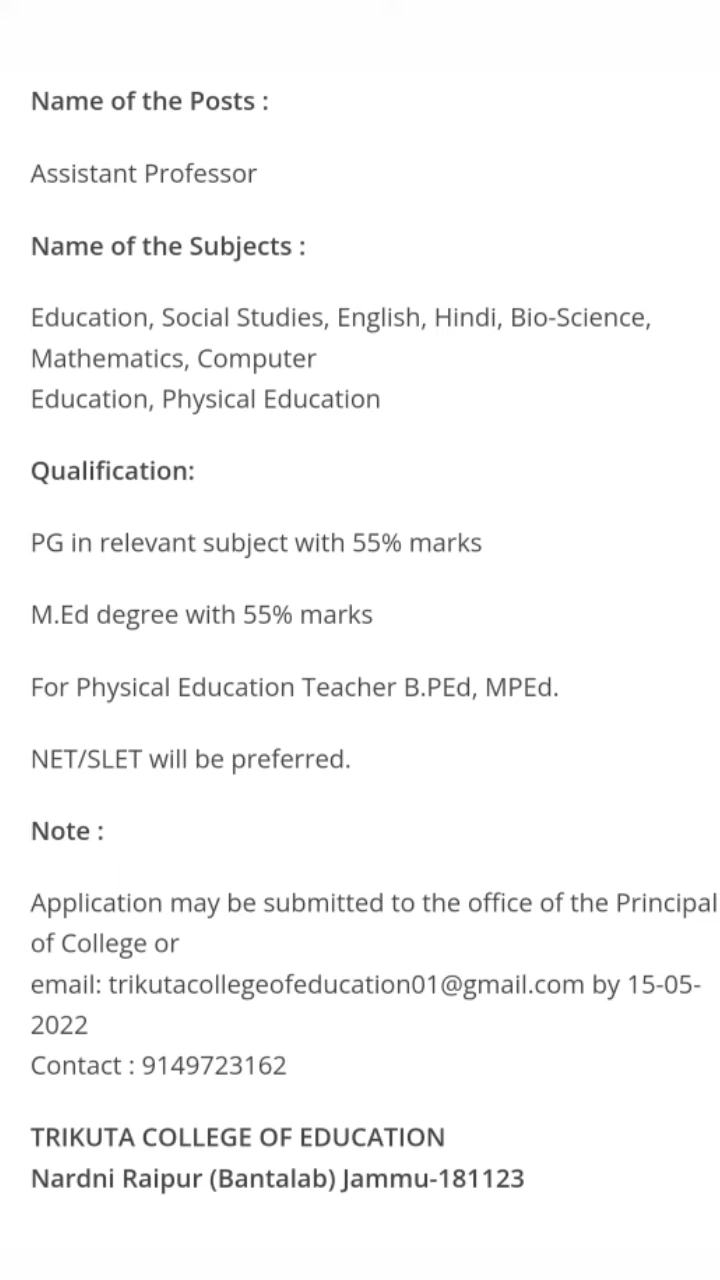 Name of the Posts :
Assistant Professor
Name of the Subjects :
Education, Social Studies, English, Hindi, Bio-Science,
Mathematics, Computer
Education, Physical Education
Qualification:
PG in relevant subject with 55% marks
M.Ed degree with 55% marks
For Physical Education Teacher B.PEd, MPEd.
NET/SLET will be preferred.
Note :
Application may be submitted to the office of the Principal
of College or
email: trikutacollegeofeducation01@gmail.com by 15-05-
2022
Contact : 9149723162
TRIKUTA COLLEGE OF EDUCATION
Nardni Raipur (Bantalab) Jammu-181123